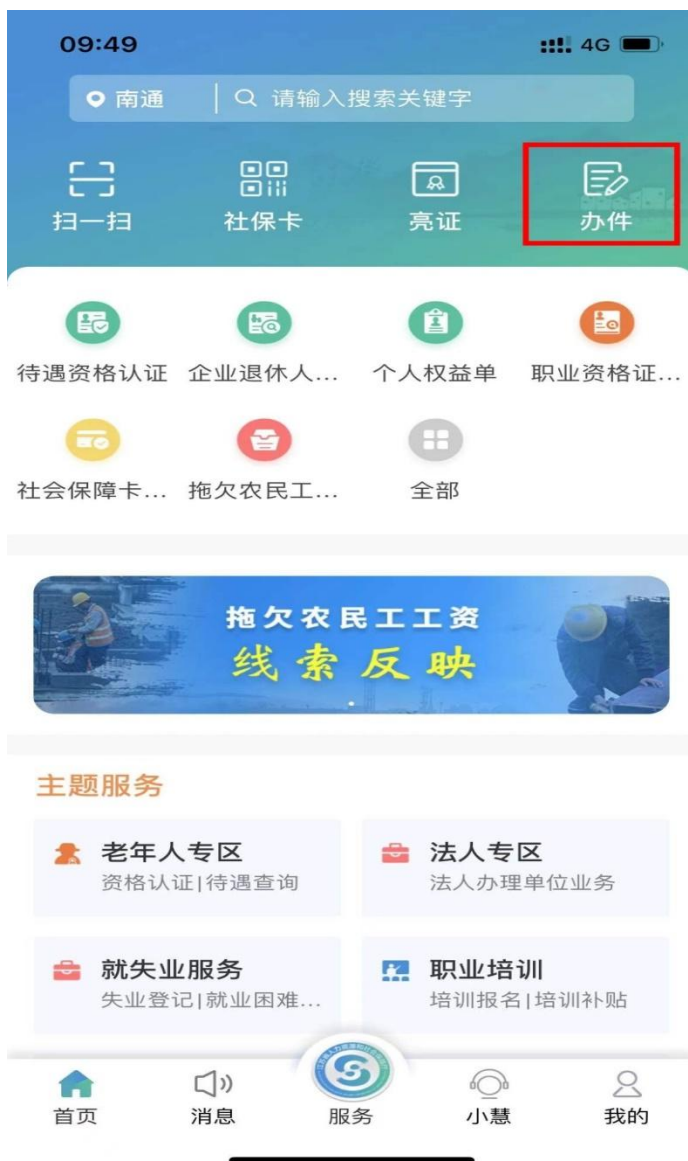 09:49
4G
南通
请输入搜索关键字
扫一扫
社保卡
亮证
办件
待遇资格认证
企业退休人...
个人权益单
职业资格证...
社会保障卡...
拖欠农民工...
全部
拖欠农民工工资
线索反映
主题服务
老年人专区
资格认证|待遇查询
法人专区
法人办理单位业务
就失业服务
失业登记|就业困难...
职业培训
培训报名|培训补贴
首页
消息
服务
小慧
我的